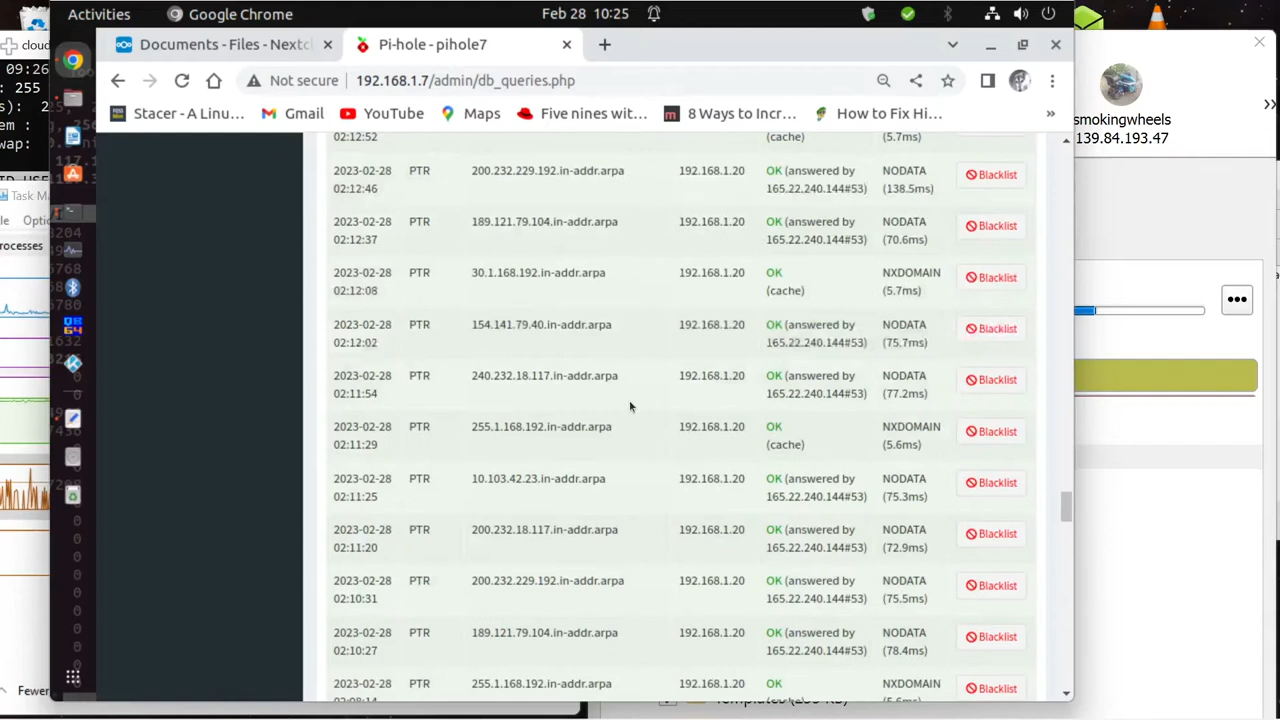 Activities
Google Chrome
Feb 28 10:25
cloud
Documents - Files - Nextc
Pi-hole - pihole7
Not secure
192.168.1.7/admin/db_queries.php
Stacer - A Linu...
Gmail
YouTube
Maps
Five nines wit...
8 Ways to Incr...
How to Fix Hi...
»
09:26
: 255
smokingwheels
139.84.193.47
Task Ma
Optio
rocesses
Fewer
02:12:52 (cache) (5.7ms)
2023-02-28 PTR 200.232.229.192.in-addr.arpa 192.168.1.20 OK (answered by NODATA Blacklist
02:12:46 165.22.240.144#53) (138.5ms)
2023-02-28 PTR 189.121.79.104.in-addr.arpa 192.168.1.20 OK (answered by NODATA Blacklist
02:12:37 165.22.240.144#53) (70.6ms)
2023-02-28 PTR 30.1.168.192.in-addr.arpa 192.168.1.20 OK NXDOMAIN Blacklist
02:12:08 (cache) (5.7ms)
2023-02-28 PTR 154.141.79.40.in-addr.arpa 192.168.1.20 OK (answered by NODATA Blacklist
02:12:02 165.22.240.144#53) (75.7ms)
2023-02-28 PTR 240.232.18.117.in-addr.arpa 192.168.1.20 OK (answered by NODATA Blacklist
02:11:54 165.22.240.144#53) (77.2ms)
2023-02-28 PTR 255.1.168.192.in-addr.arpa 192.168.1.20 OK NXDOMAIN Blacklist
02:11:29 (cache) (5.6ms)
2023-02-28 PTR 10.103.42.23.in-addr.arpa 192.168.1.20 OK (answered by NODATA Blacklist
02:11:25 165.22.240.144#53) (75.3ms)
2023-02-28 PTR 200.232.18.117.in-addr.arpa 192.168.1.20 OK (answered by NODATA Blacklist
02:11:20 165.22.240.144#53) (72.9ms)
2023-02-28 PTR 200.232.229.192.in-addr.arpa 192.168.1.20 OK (answered by NODATA Blacklist
02:10:31 165.22.240.144#53) (75.5ms)
2023-02-28 PTR 189.121.79.104.in-addr.arpa 192.168.1.20 OK (answered by NODATA Blacklist
02:10:27 165.22.240.144#53) (78.4ms)
2023-02-28 PTR 255.1.168.192.in-addr.arpa 192.168.1.20 OK NXDOMAIN Blacklist